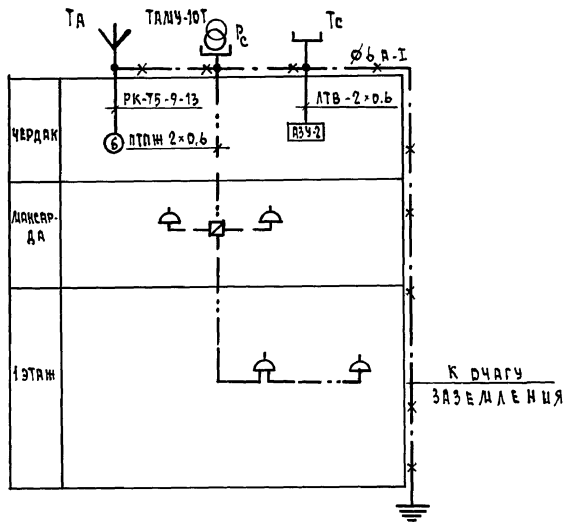 ТА
ТАМУ-10Т
РС
ТС
Ø6 А-I
РК-75-9-13
ЛТВ-2×0.6
ЧЕРДАК
6
ПТПЖ 2×0.6
АЗУ-2
МАНСАР-
ДА
1 ЭТАЖ
К ОЧАГУ
ЗАЗЕМЛЕНИЯ